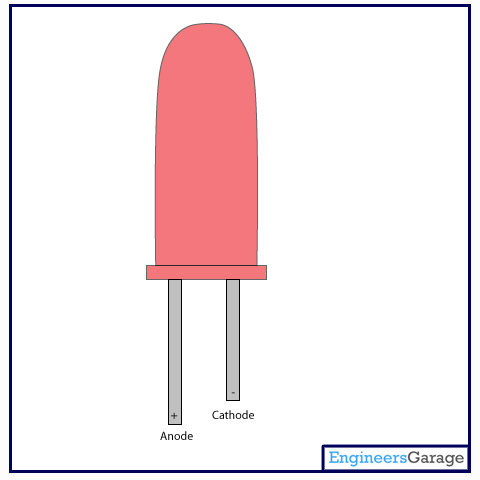 +
-
Cathode
Anode
EngineersGarage